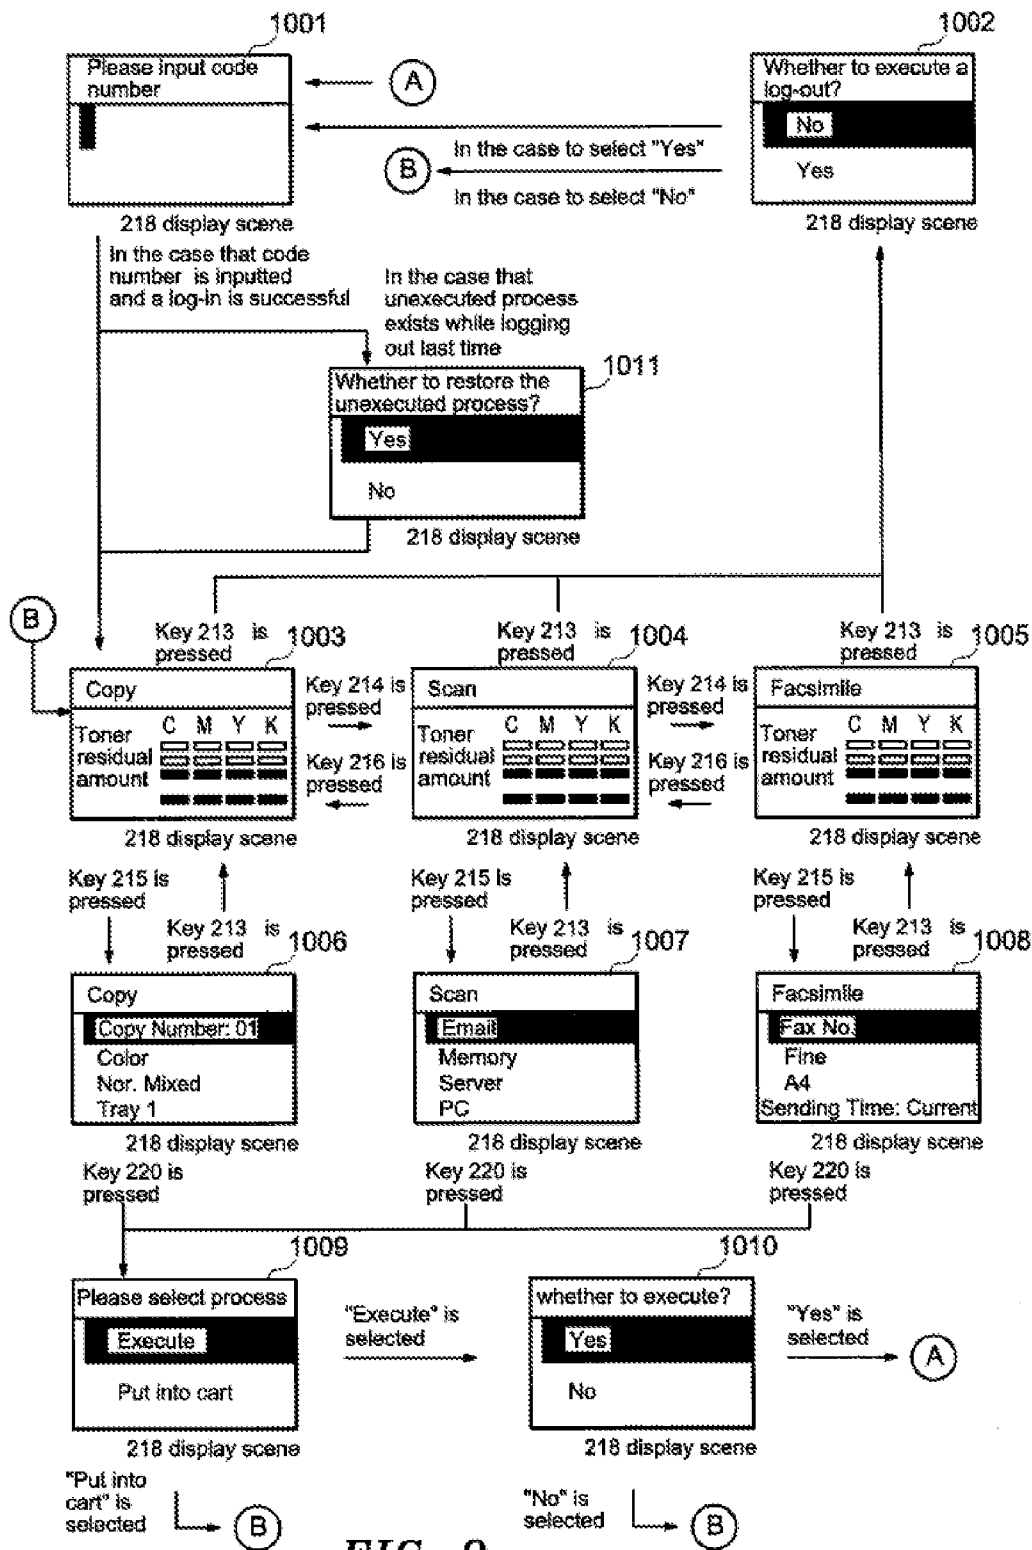 1001
1002
Please input code
number
A
Whether to execute a
log-out?
No
Yes
In the case to select "Yes"
B
In the case to select "No"
218 display scene
218 display scene
In the case that code
number is inputted
and a log-in is successful
In the case that
unexecuted process
exists while logging
out last time
1011
Whether to restore the
unexecuted process?
Yes
No
218 display scene
B
Key 213 is
pressed
1003
Key 213 is
pressed
1004
Key 213 is
pressed
1005
Copy
Toner
residual
amount
C M Y K
218 display scene
Key 214 is
pressed
Key 216 is
pressed
Scan
Toner
residual
amount
C M Y K
218 display scene
Key 214 is
pressed
Key 216 is
pressed
Facsimile
Toner
residual
amount
C M Y K
218 display scene
Key 215 is
pressed
Key 213 is
pressed
1006
Key 215 is
pressed
Key 213 is
pressed
1007
Key 215 is
pressed
Key 213 is
pressed
1008
Copy
Copy Number: 01
Color
Nor. Mixed
Tray 1
218 display scene
Scan
Email
Memory
Server
PC
218 display scene
Facsimile
Fax No.
Fine
A4
Sending Time: Current
218 display scene
Key 220 is
pressed
Key 220 is
pressed
Key 220 is
pressed
1009
1010
Please select process
Execute
Put into cart
218 display scene
"Execute" is
selected
whether to execute?
Yes
No
218 display scene
"Yes" is
selected
A
"Put into
cart" is
selected
B
"No" is
selected
B
FIG. 9